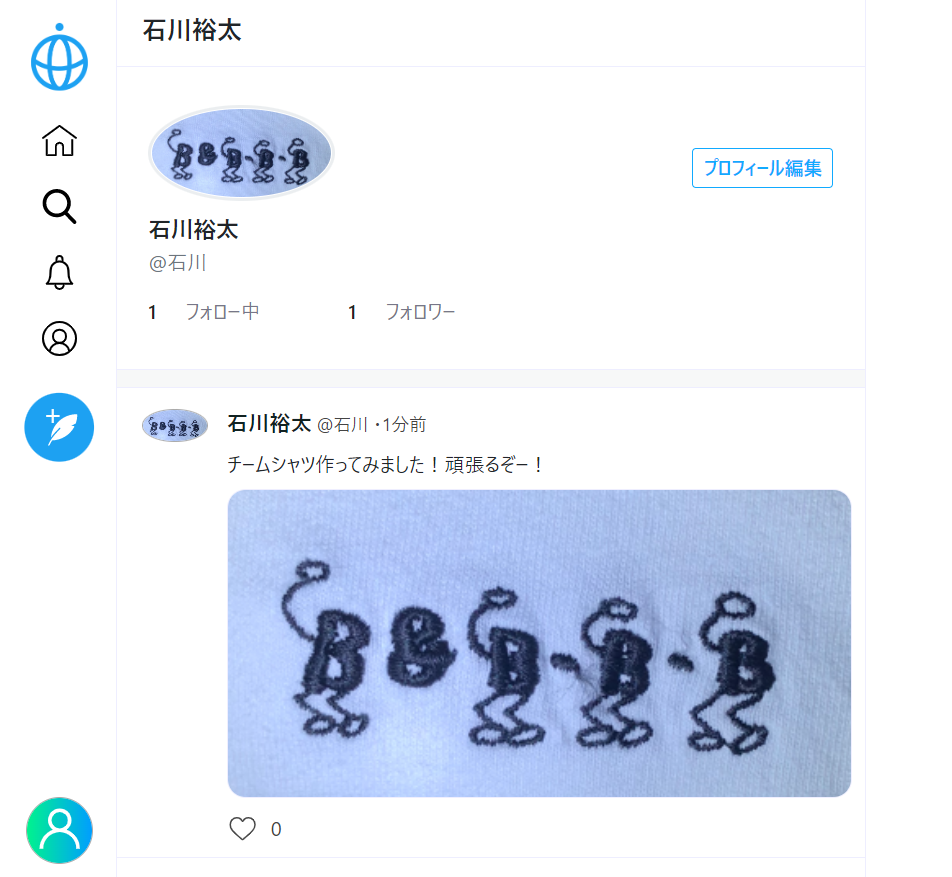 石川裕太
B&B-B-B
プロフィール編集
石川裕太
@石川
1 フォロー中 1 フォロワー
石川裕太 @石川 ・1分前
チームシャツ作ってみました！頑張るぞー！
B&B-B-B
0